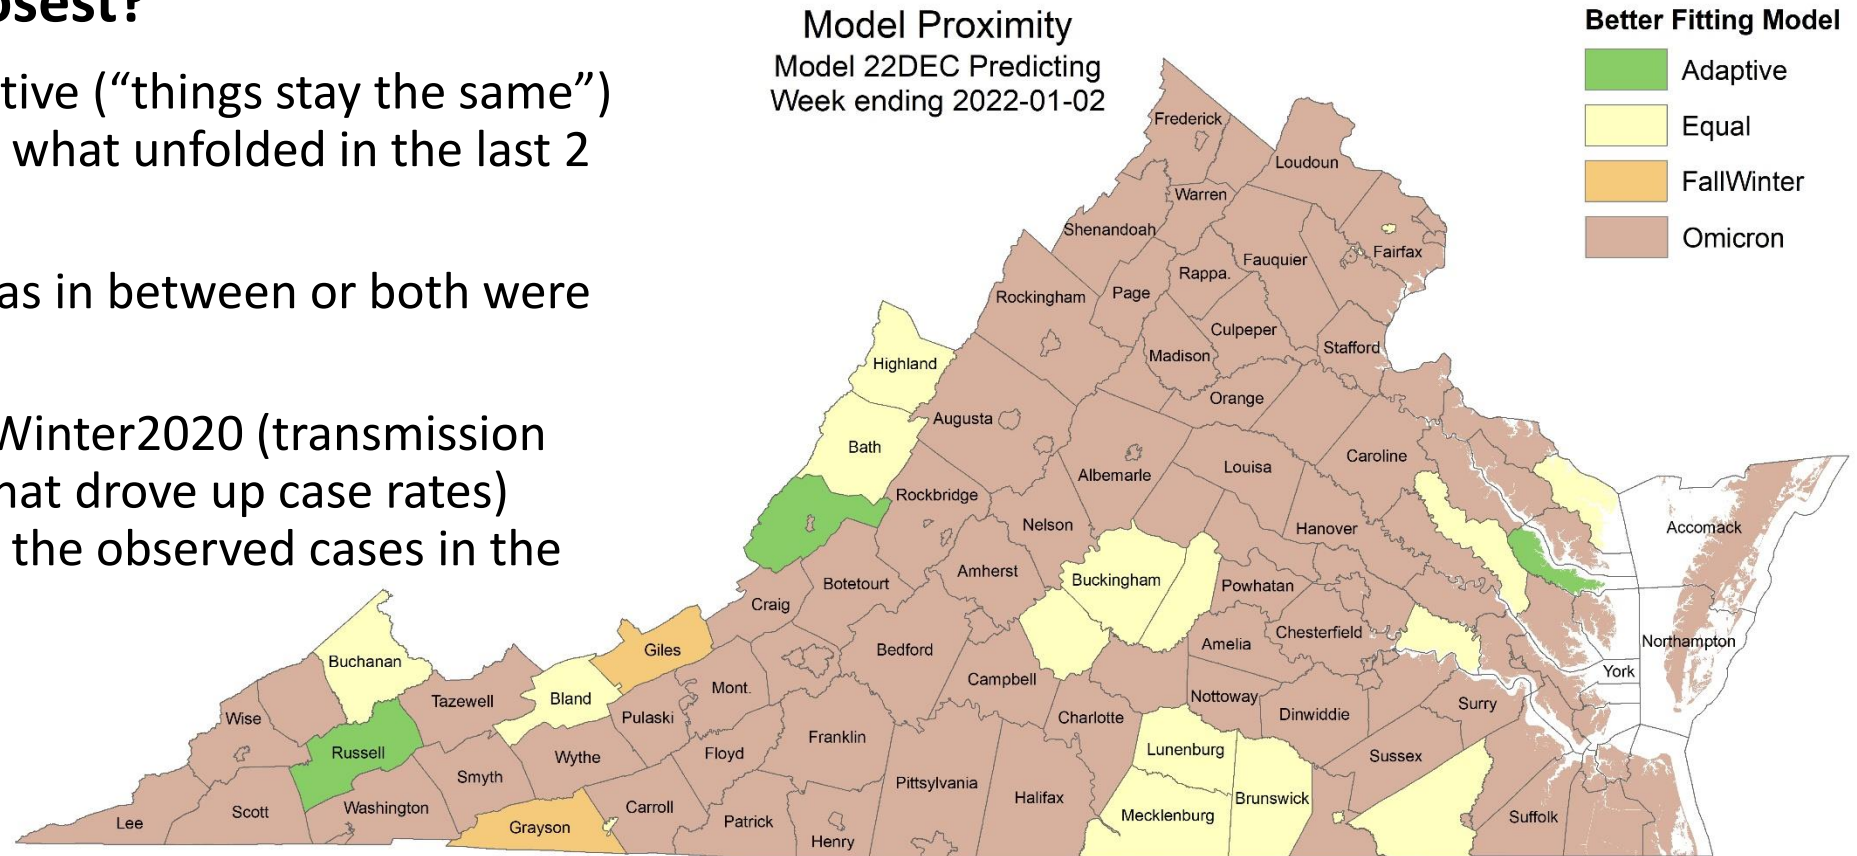 osest?
tive (“things stay the same”)
what unfolded in the last 2
as in between or both were
Winter2020 (transmission
hat drove up case rates)
the observed cases in the
Model Proximity
Model 22DEC Predicting
Week ending 2022-01-02
Better Fitting Model
Adaptive
Equal
FallWinter
Omicron
Frederick
Loudoun
Warren
Shenandoah
Fairfax
Fauquier
Rappa.
Rockingham
Page
Culpeper
Stafford
Madison
Highland
Orange
Augusta
Bath
Caroline
Louisa
Albemarle
Rockbridge
Nelson
Hanover
Accomack
Amherst
Buckingham
Botetourt
Powhatan
Craig
Chesterfield
Northampton
Amelia
Giles
Bedford
Buchanan
York
Campbell
Mont.
Bland
Nottoway
Tazewell
Surry
Dinwiddie
Charlotte
Pulaski
Wise
Franklin
Lunenburg
Russell
Floyd
Wythe
Sussex
Smyth
Pittsylvania
Halifax
Brunswick
Washington
Carroll
Scott
Mecklenburg
Suffolk
Lee
Patrick
Grayson
Henry